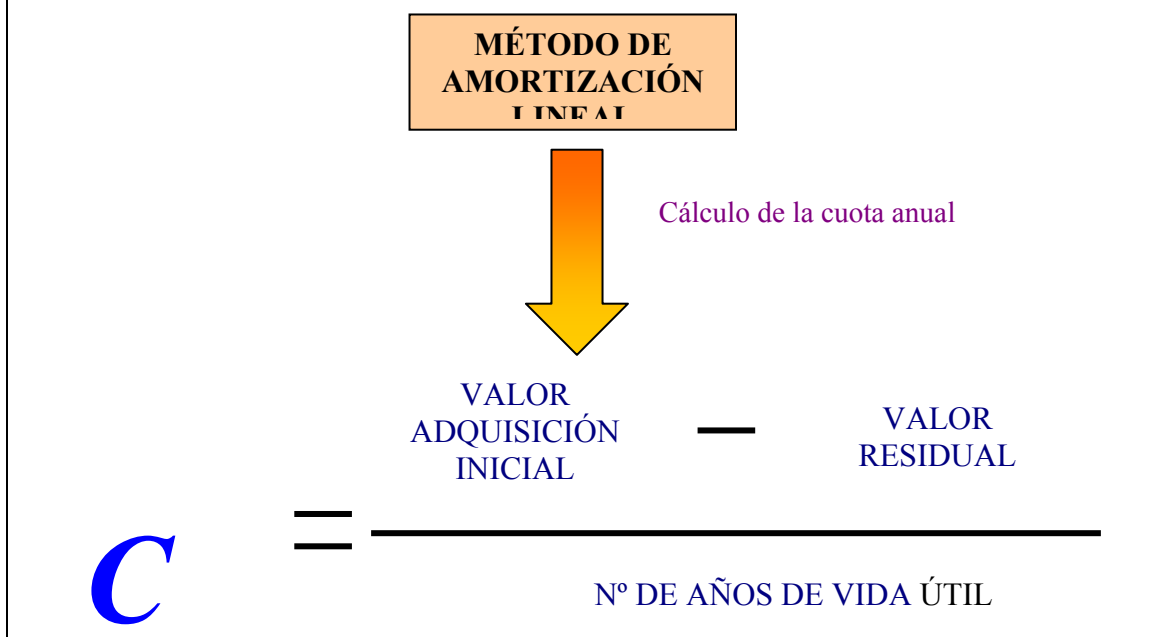 MÉTODO DE
AMORTIZACIÓN
LINEAL
Cálculo de la cuota anual
VALOR
ADQUISICIÓN
INICIAL
—
VALOR
RESIDUAL
C =
Nº DE AÑOS DE VIDA ÚTIL